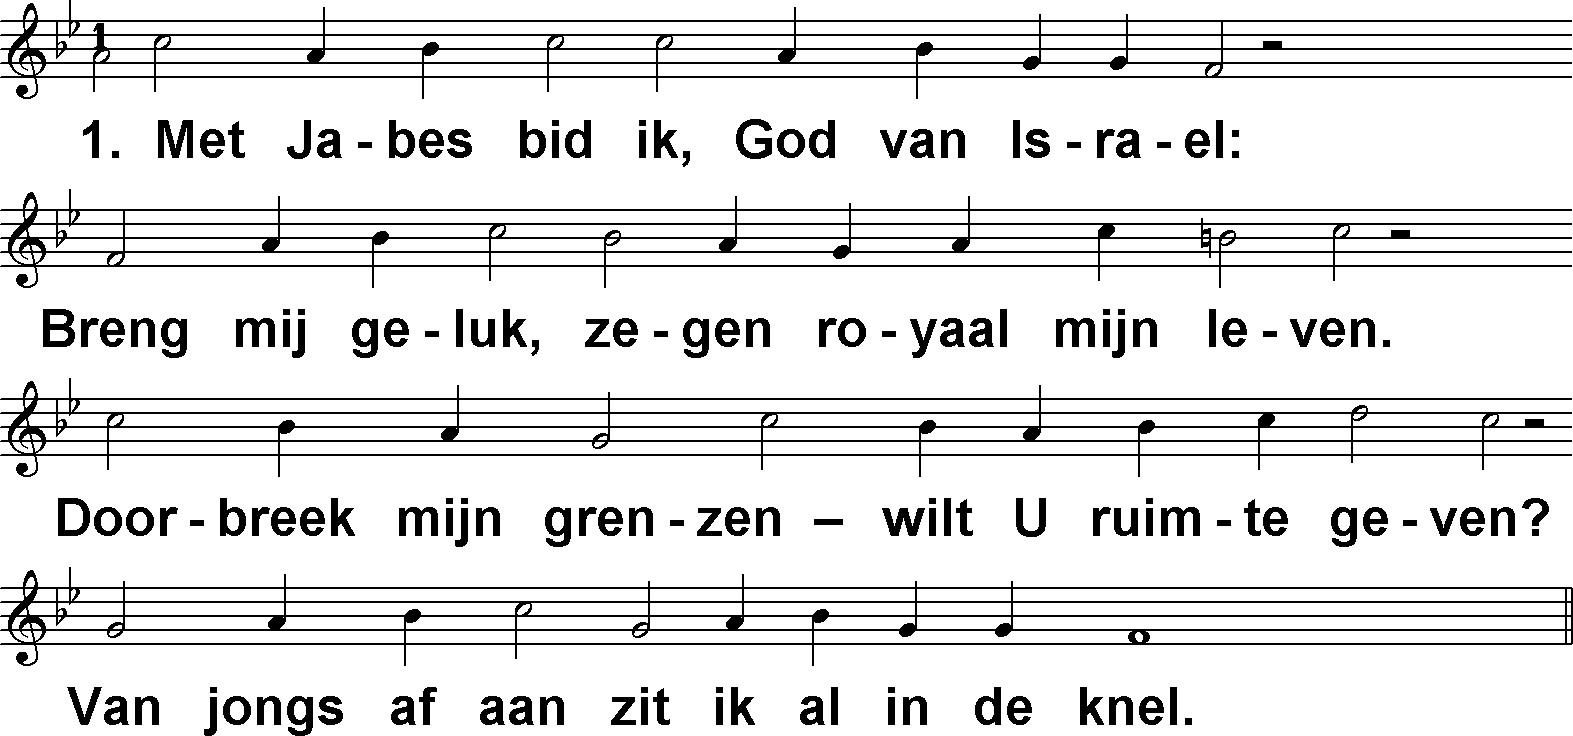 1. Met Ja - bes bid ik, God van Is - ra - el:
Breng mij ge - luk, ze - gen ro - yaal mijn le - ven.
Door - breek mijn gren - zen – wilt U ruim - te ge - ven?
Van jongs af aan zit ik al in de knel.